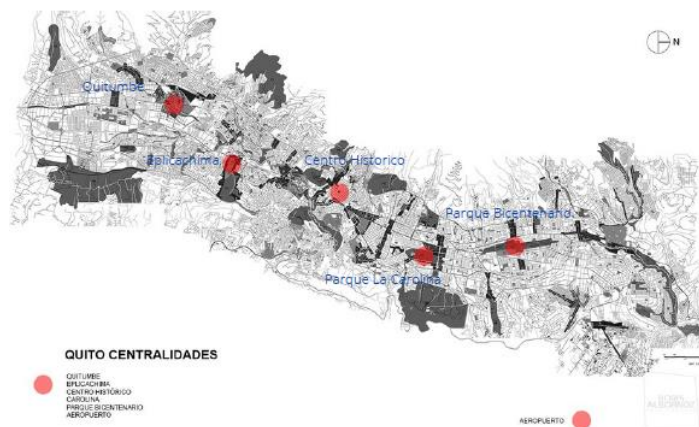 N
Quitumbe
Eplicachima
Centro Historico
Parqua Bicentenario
Parque La Carolina
QUITO CENTRALIDADES
QUITUMBE
EPLICACHIMA
CENTRO HISTÓRICO
CAROLINA
PARQUE BICENTENARIO
AEROPUERTO
AEROPUERTO